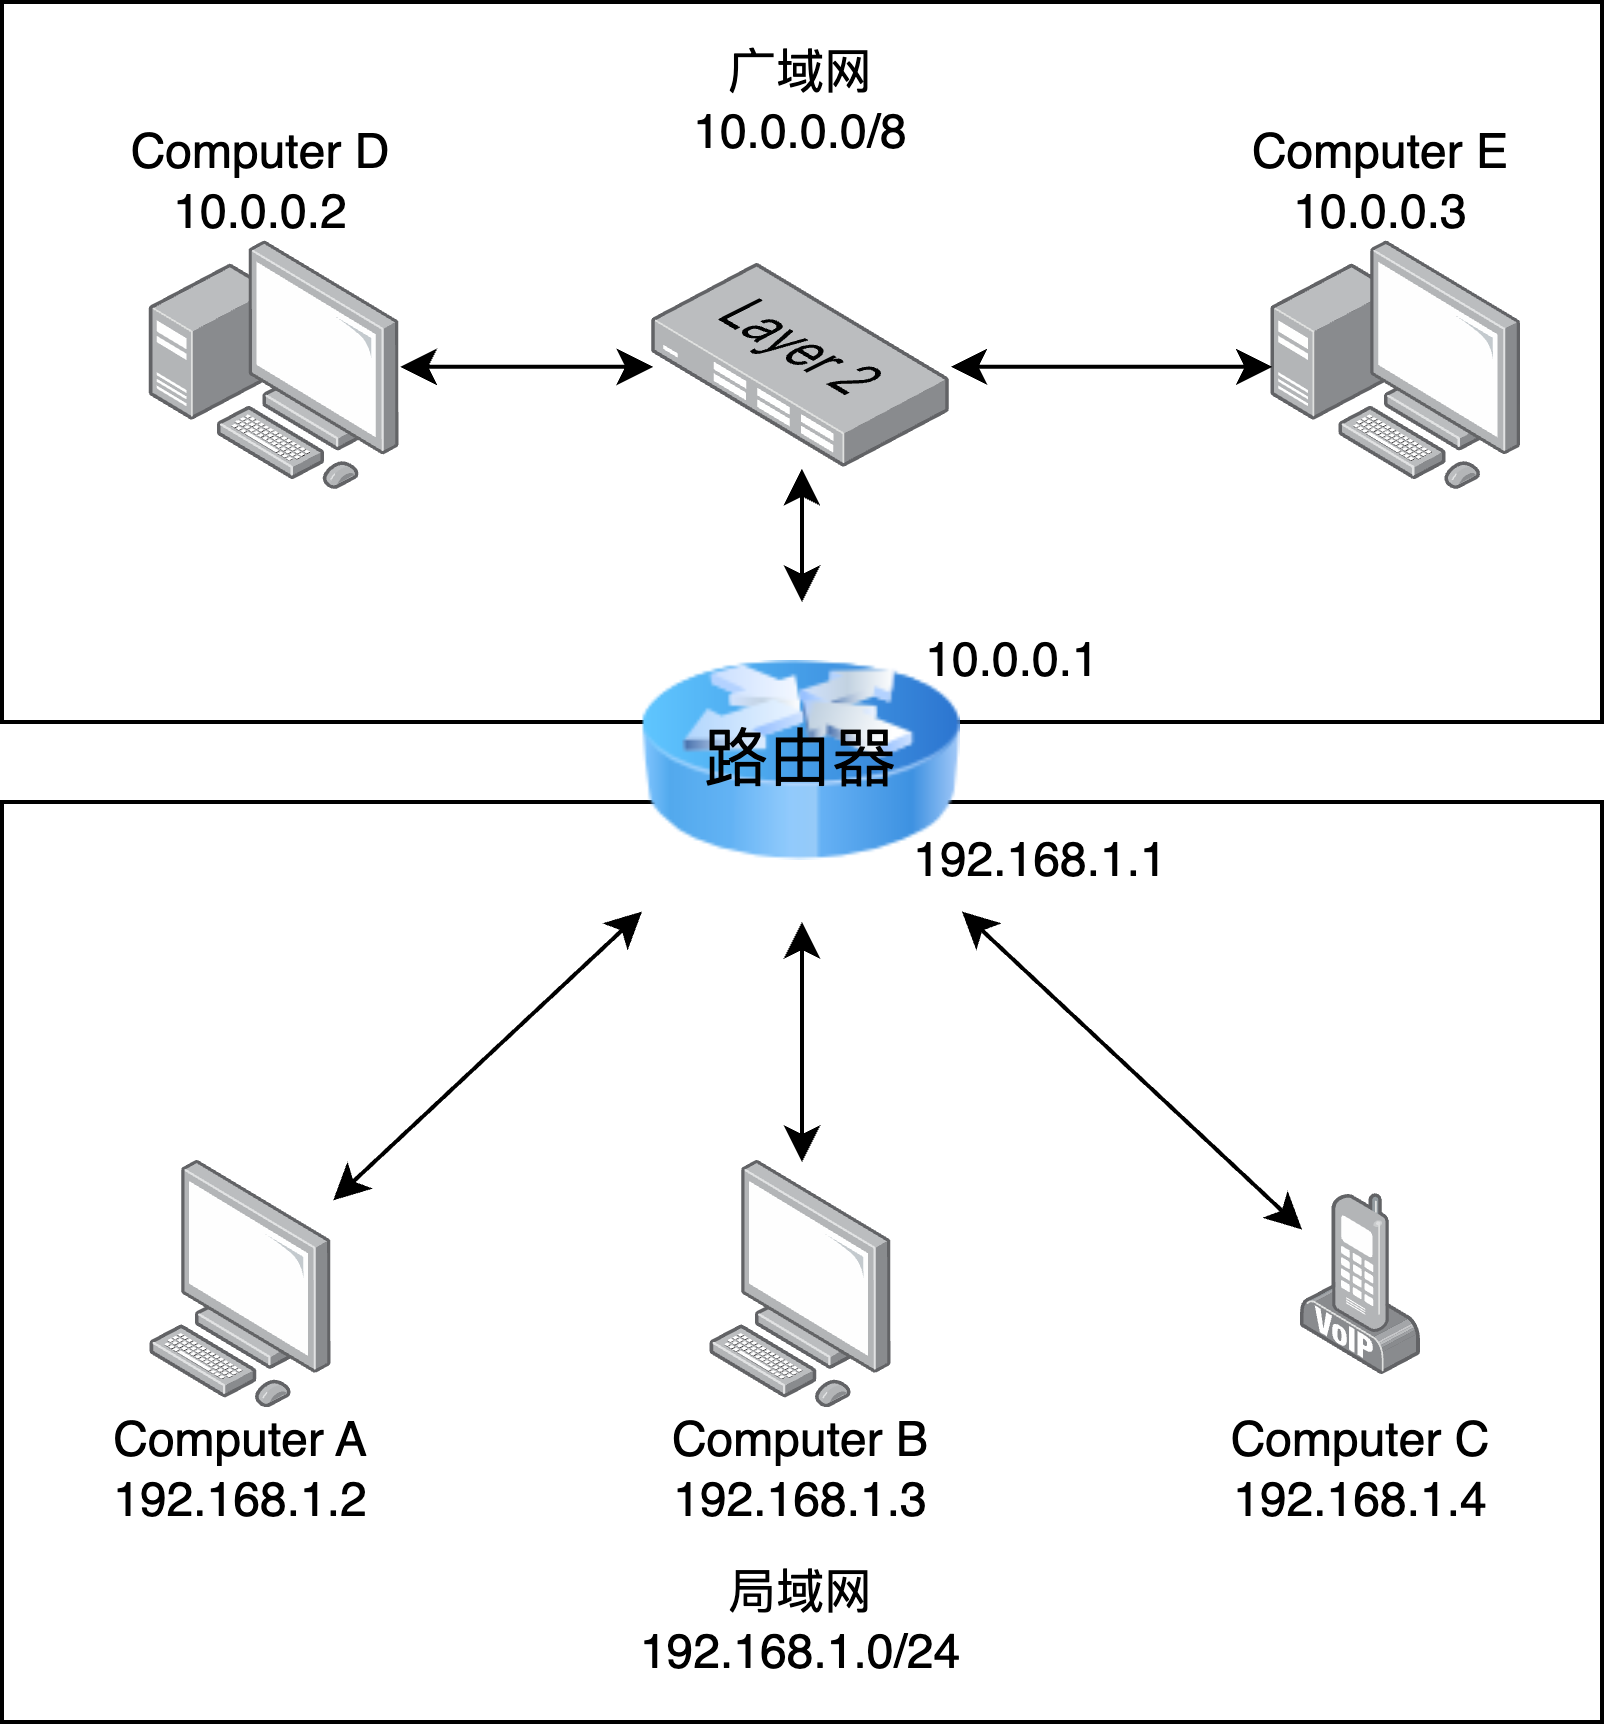 广域网
10.0.0.0/8
Computer D
10.0.0.2
Computer E
10.0.0.3
Layer 2
10.0.0.1
路由器
192.168.1.1
VoIP
Computer A
192.168.1.2
Computer B
192.168.1.3
Computer C
192.168.1.4
局域网
192.168.1.0/24